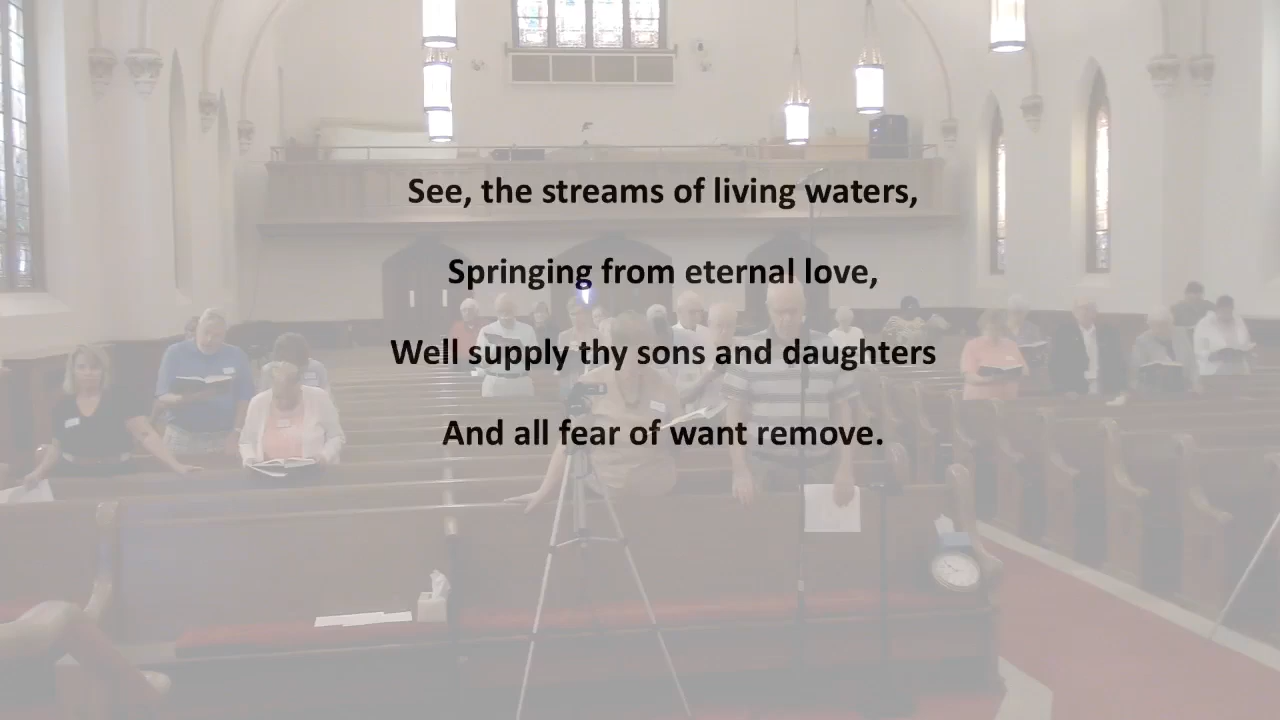 See, the streams of living waters,
Springing from eternal love,
Well supply thy sons and daughters
And all fear of want remove.